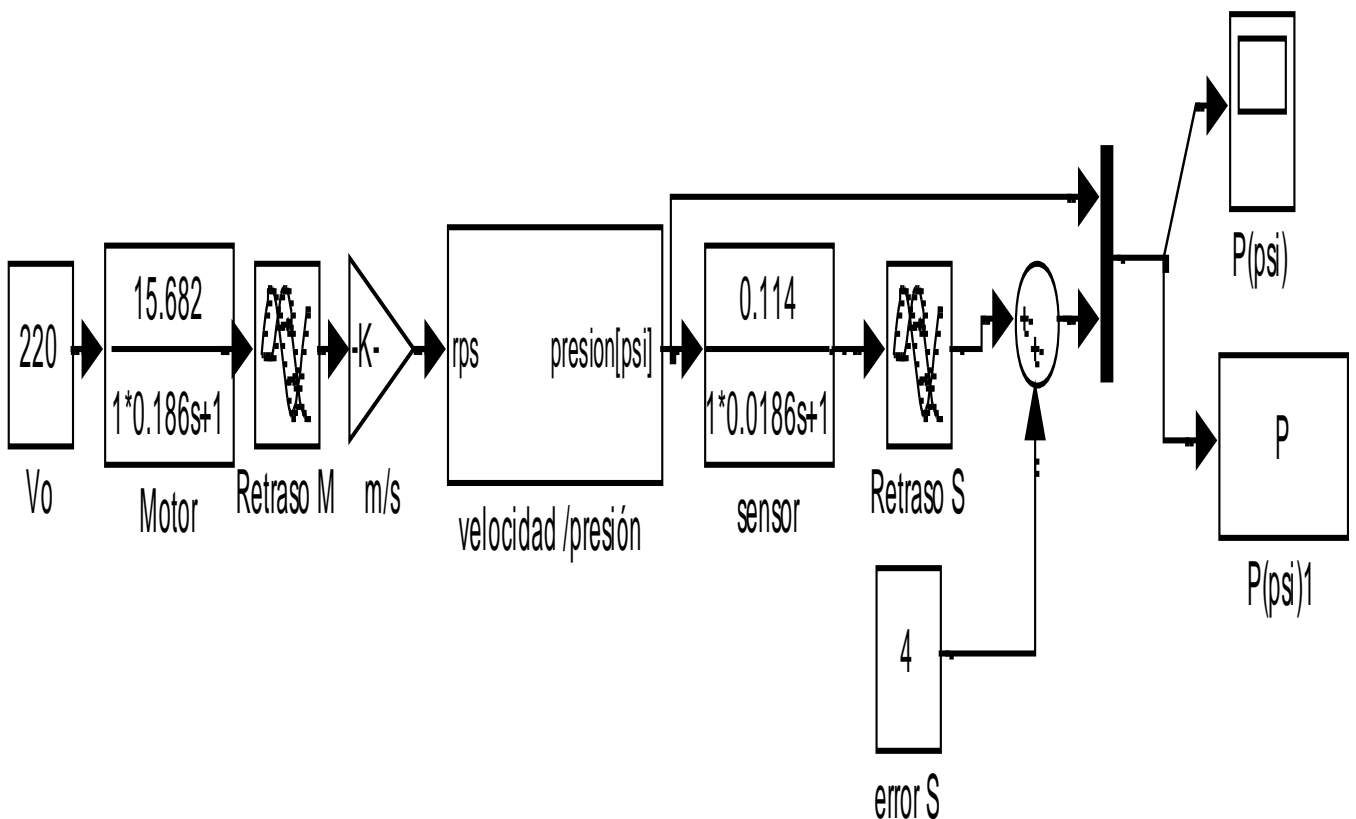 220
Vo
15.682
1*0.186s+1
Motor
Retraso M
-K-
m/s
rps
presion[psi]
velocidad /presión
0.114
1*0.0186s+1
sensor
Retraso S
+
+
4
error S
P(psi)
P
P(psi)1